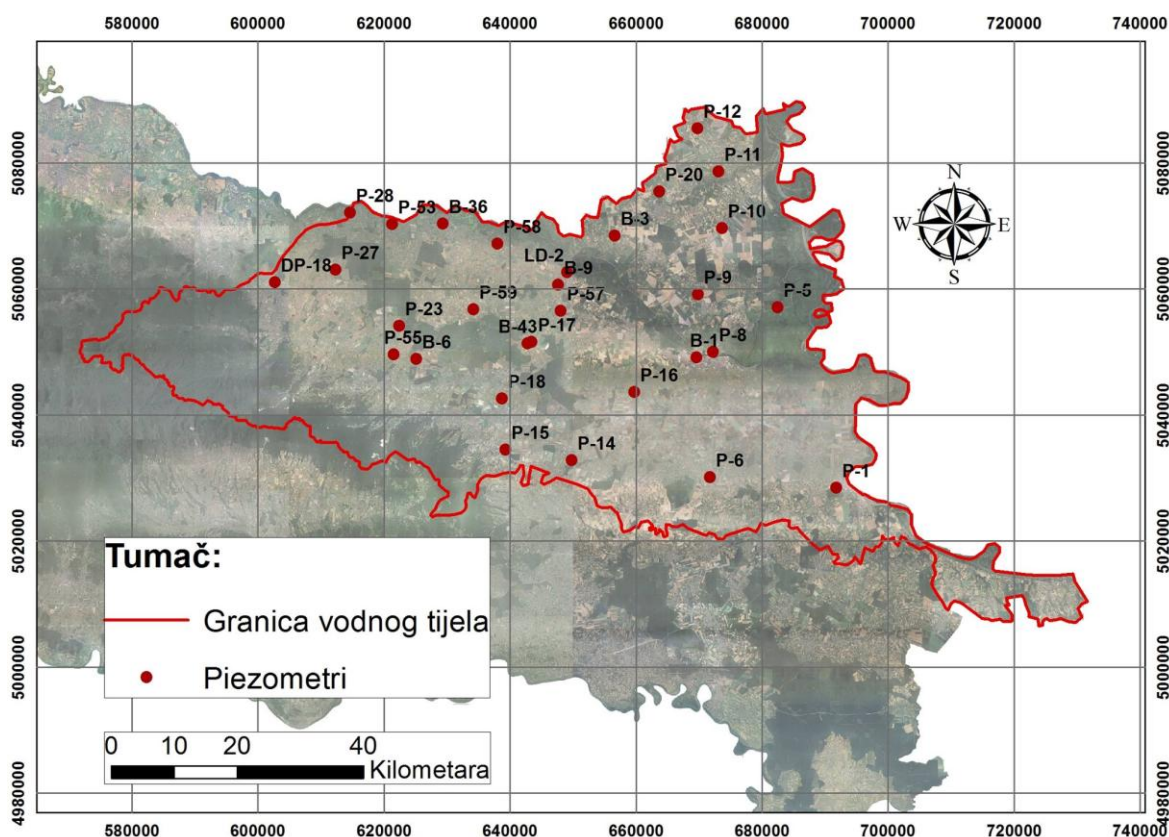 580000 600000 620000 640000 660000 680000 700000 720000 740000
5080000
5060000
5040000
5020000
5000000
4980000
P-12
P-11
P-20
P-28
P-53
B-36
P-10
B-3
P-58
LD-2
P-27
DP-18
B-9
P-9
P-5
P-59
P-57
P-23
B-43
P-17
P-55
B-6
B-1
P-8
P-18
P-16
P-15
P-14
P-6
P-1
N
W
E
S
Tumač:
Granica vodnog tijela
Piezometri
0 10 20 40
Kilometara
5080000
5060000
5040000
5020000
5000000
4980000
580000 600000 620000 640000 660000 680000 700000 720000 740000